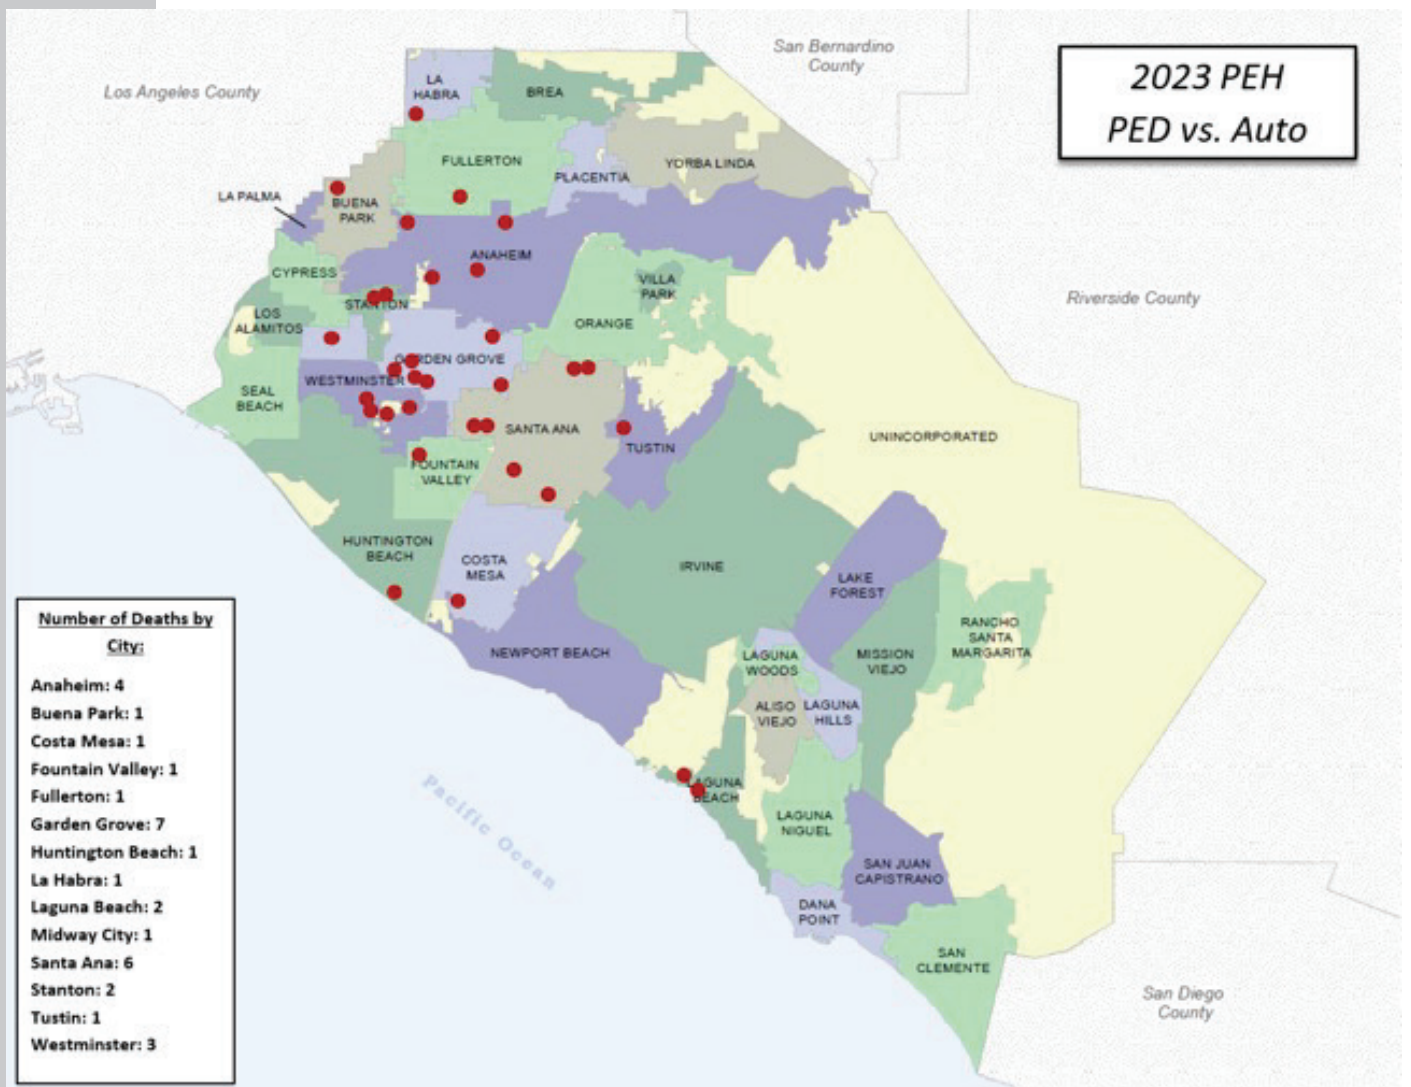 San Bernardino
County
2023 PEH
PED vs. Auto
Los Angeles County
LA
HABRA
BREA
FULLERTON
PLACENTIA
YORBA LINDA
LA PALMA
BUENA
PARK
ANAHEIM
CYPRESS
VILLA
PARK
Riverside County
STANTON
LOS
ALAMITOS
ORANGE
GARDEN GROVE
WESTMINSTER
SEAL
BEACH
SANTA ANA
TUSTIN
UNINCORPORATED
FOUNTAIN
VALLEY
HUNTINGTON
BEACH
COSTA
MESA
IRVINE
LAKE
FOREST
RANCHO
SANTA
MARGARITA
NEWPORT BEACH
LAGUNA
WOODS
MISSION
VIEJO
ALISO
VIEJO
LAGUNA
HILLS
LAGUNA
BEACH
LAGUNA
NIGUEL
SAN JUAN
CAPISTRANO
DANA
POINT
SAN
CLEMENTE
San Diego
County
Pacific Ocean
Number of Deaths by
City:
Anaheim: 4
Buena Park: 1
Costa Mesa: 1
Fountain Valley: 1
Fullerton: 1
Garden Grove: 7
Huntington Beach: 1
La Habra: 1
Laguna Beach: 2
Midway City: 1
Santa Ana: 6
Stanton: 2
Tustin: 1
Westminster: 3